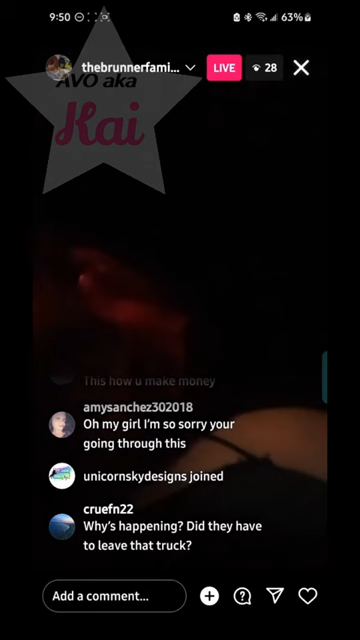 9:50
63%
thebrunnerfami...
LIVE
28
AVO aka
Kai
This how u make money
amysanchez302018
Oh my girl I'm so sorry your
going through this
unicornskydesigns joined
cruefn22
Why's happening? Did they have
to leave that truck?
Add a comment...